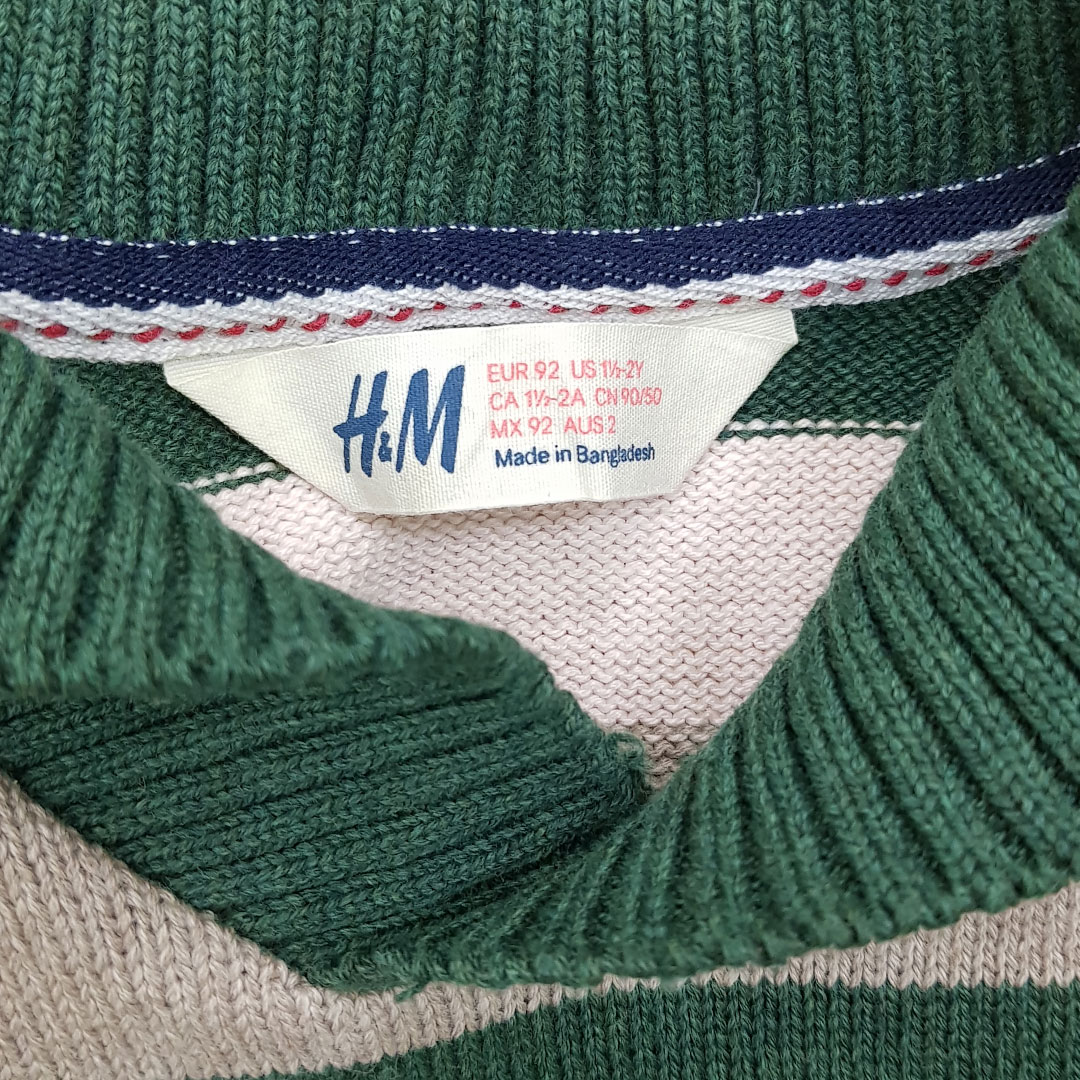 H&M
EUR 92 US 1½-2Y
CA 1½-2A CN 90/50
MX 92 AUS 2
Made in Bangladesh